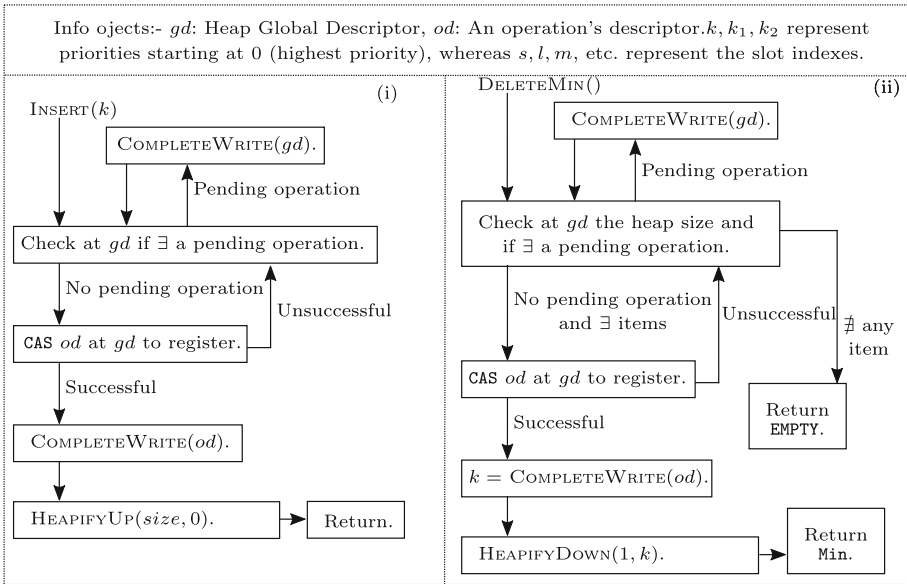 Info ojects:- gd: Heap Global Descriptor, od: An operation's descriptor.k, k₁, k₂ represent
priorities starting at 0 (highest priority), whereas s, l, m, etc. represent the slot indexes.
(i)
INSERT(k)
COMPLETEWRITE(gd).
Pending operation
Check at gd if ∃ a pending operation.
No pending operation
Unsuccessful
CAS od at gd to register.
Successful
COMPLETEWRITE(od).
HEAPIFYUP(size, 0).
Return.
(ii)
DELETEMIN()
COMPLETEWRITE(gd).
Pending operation
Check at gd the heap size and
if ∃ a pending operation.
No pending operation
and ∃ items
Unsuccessful
∄ any
item
CAS od at gd to register.
Return
EMPTY.
Successful
k = COMPLETEWRITE(od).
HEAPIFYDOWN(1, k).
Return
Min.